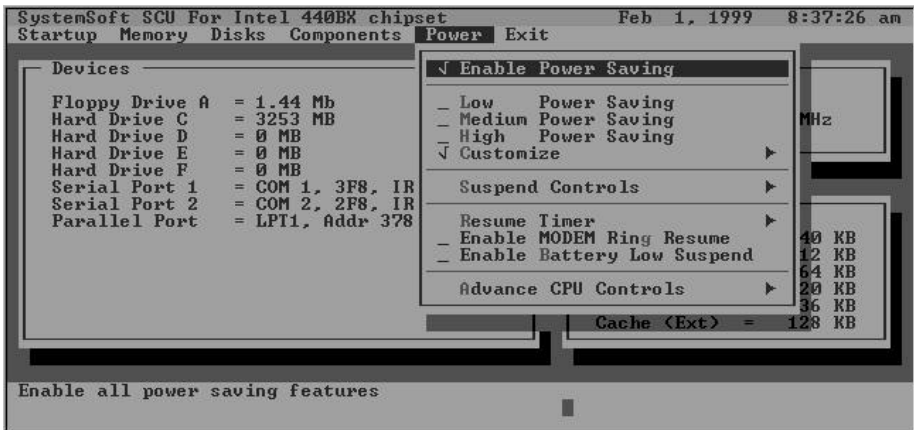 SystemSoft SCU For Intel 440BX chipset Feb 1, 1999 8:37:26 am
Startup Memory Disks Components Power Exit
Devices
Floppy Drive A = 1.44 Mb
Hard Drive C = 3253 MB
Hard Drive D = 0 MB
Hard Drive E = 0 MB
Hard Drive F = 0 MB
Serial Port 1 = COM 1, 3F8, IR
Serial Port 2 = COM 2, 2F8, IR
Parallel Port = LPT1, Addr 378
√ Enable Power Saving
_ Low Power Saving
_ Medium Power Saving
_ High Power Saving
√ Customize ►
Suspend Controls ►
Resume Timer ►
_ Enable MODEM Ring Resume
_ Enable Battery Low Suspend
Advance CPU Controls ►
MHz
40 KB
12 KB
64 KB
20 KB
36 KB
Cache (Ext) = 128 KB
Enable all power saving features